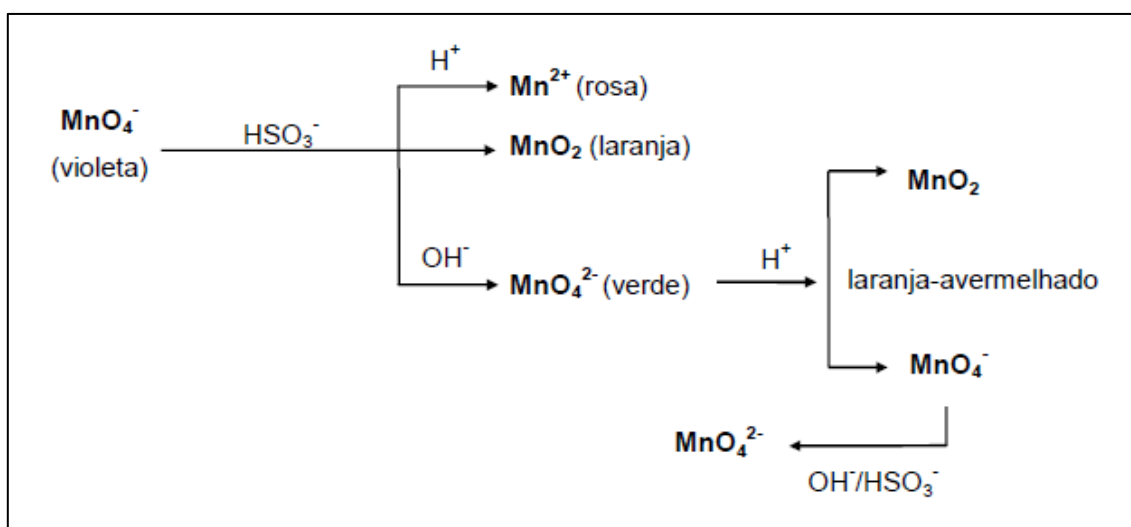 H⁺
Mn²⁺ (rosa)
MnO₄⁻
(violeta)
HSO₃⁻
MnO₂ (laranja)
MnO₂
OH⁻
MnO₄²⁻ (verde)
H⁺
laranja-avermelhado
MnO₄⁻
MnO₄²⁻
OH⁻/HSO₃⁻